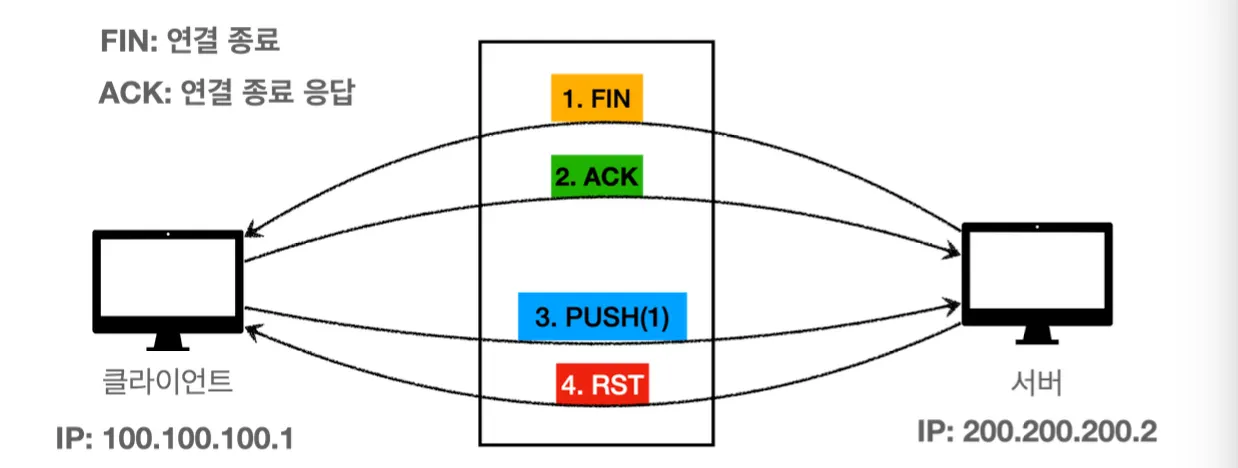 FIN: 연결 종료
ACK: 연결 종료 응답
1. FIN
2. ACK
3. PUSH(1)
4. RST
클라이언트
IP: 100.100.100.1
서버
IP: 200.200.200.2